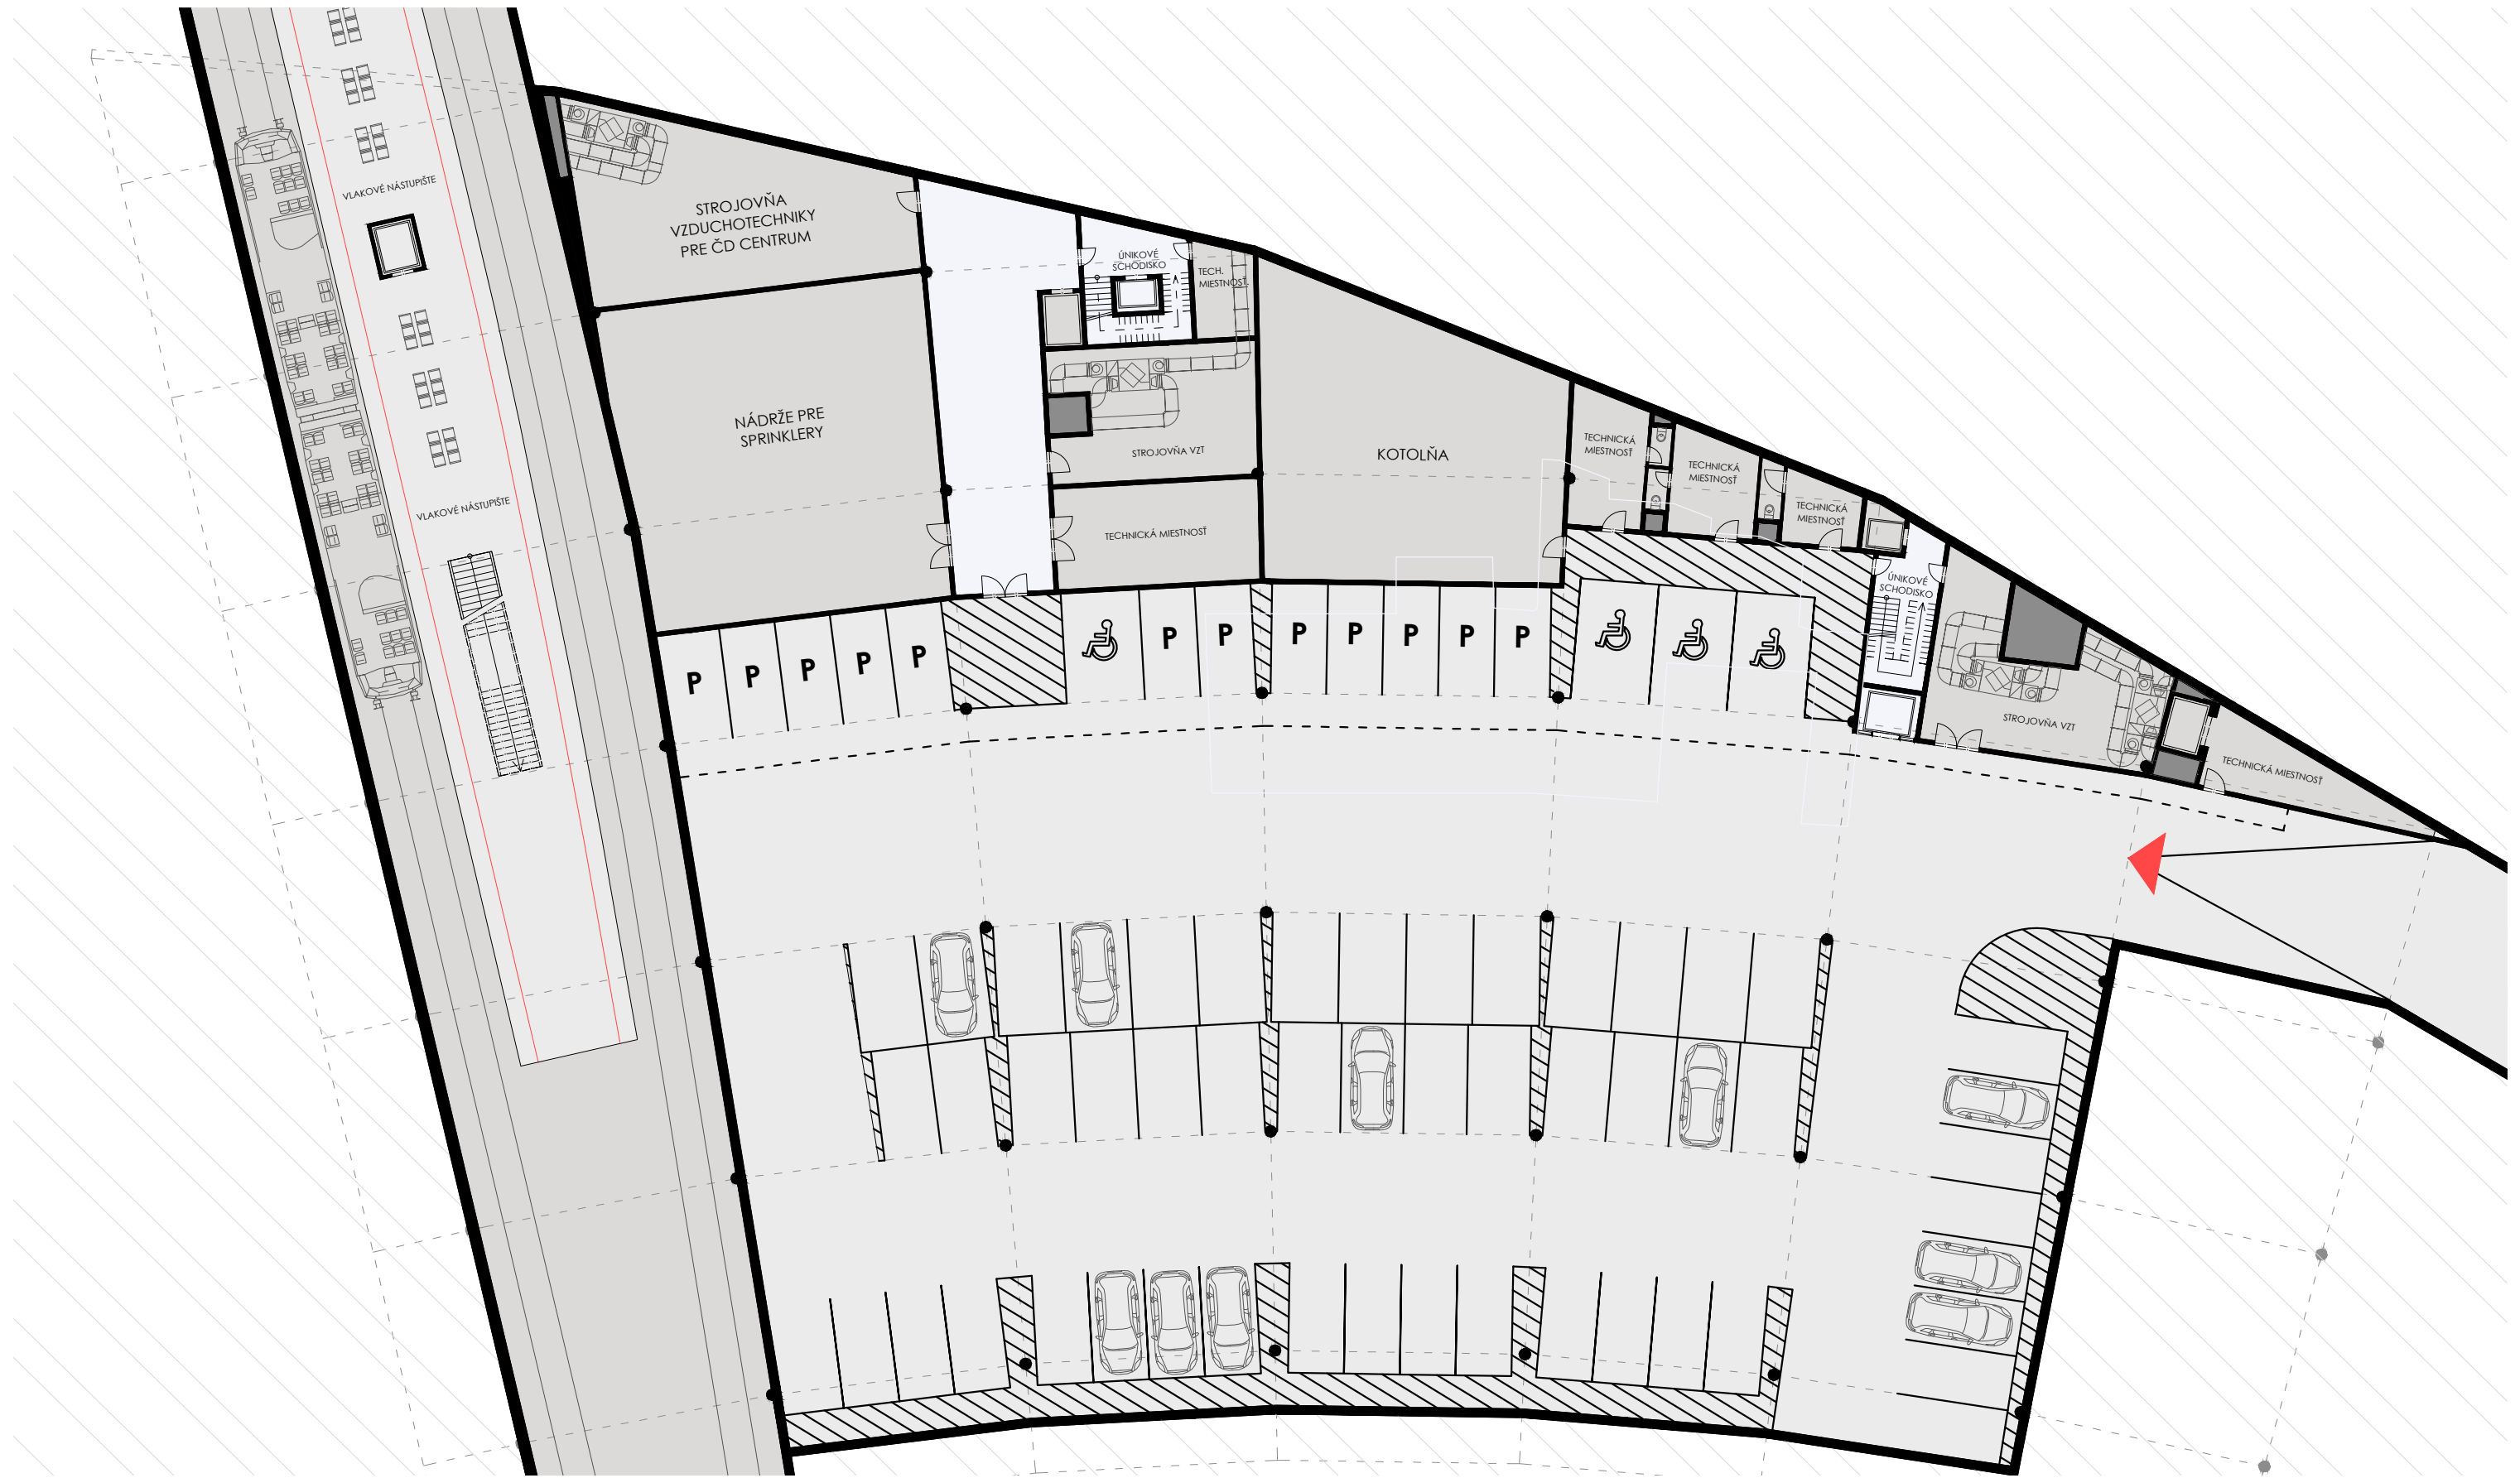 VLAKOVÉ NÁSTUPIŠTE
STROJOVŇA
VZDUCHOTECHNIKY
PRE ČD CENTRUM
ÚNIKOVÉ
SCHODISKO
TECH.
MIESTNOSŤ
NÁDRŽE PRE
SPRINKLERY
STROJOVŇA VZT
KOTOLŇA
TECHNICKÁ
MIESTNOSŤ
TECHNICKÁ
MIESTNOSŤ
TECHNICKÁ
MIESTNOSŤ
VLAKOVÉ NÁSTUPIŠTE
TECHNICKÁ MIESTNOSŤ
ÚNIKOVÉ
SCHODISKO
P
P
P
P
P
P
P
P
P
P
P
P
STROJOVŇA VZT
TECHNICKÁ MIESTNOSŤ